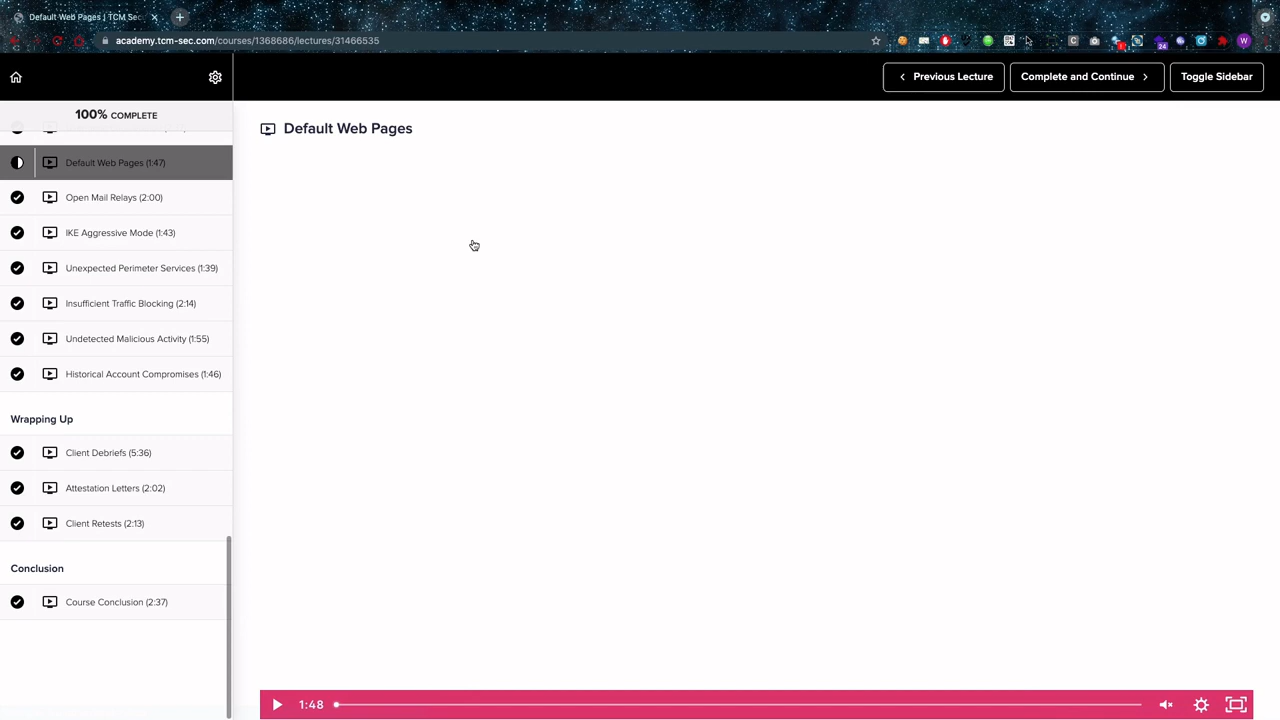 Default Web Pages | TCM Sec
academy.tcm-sec.com/courses/1368686/lectures/31466535
24
W
Previous Lecture
Complete and Continue
Toggle Sidebar
100% COMPLETE
Default Web Pages
Default Web Pages (1:47)
Open Mail Relays (2:00)
IKE Aggressive Mode (1:43)
Unexpected Perimeter Services (1:39)
Insufficient Traffic Blocking (2:14)
Undetected Malicious Activity (1:55)
Historical Account Compromises (1:46)
Wrapping Up
Client Debriefs (5:36)
Attestation Letters (2:02)
Client Retests (2:13)
Conclusion
Course Conclusion (2:37)
1:48